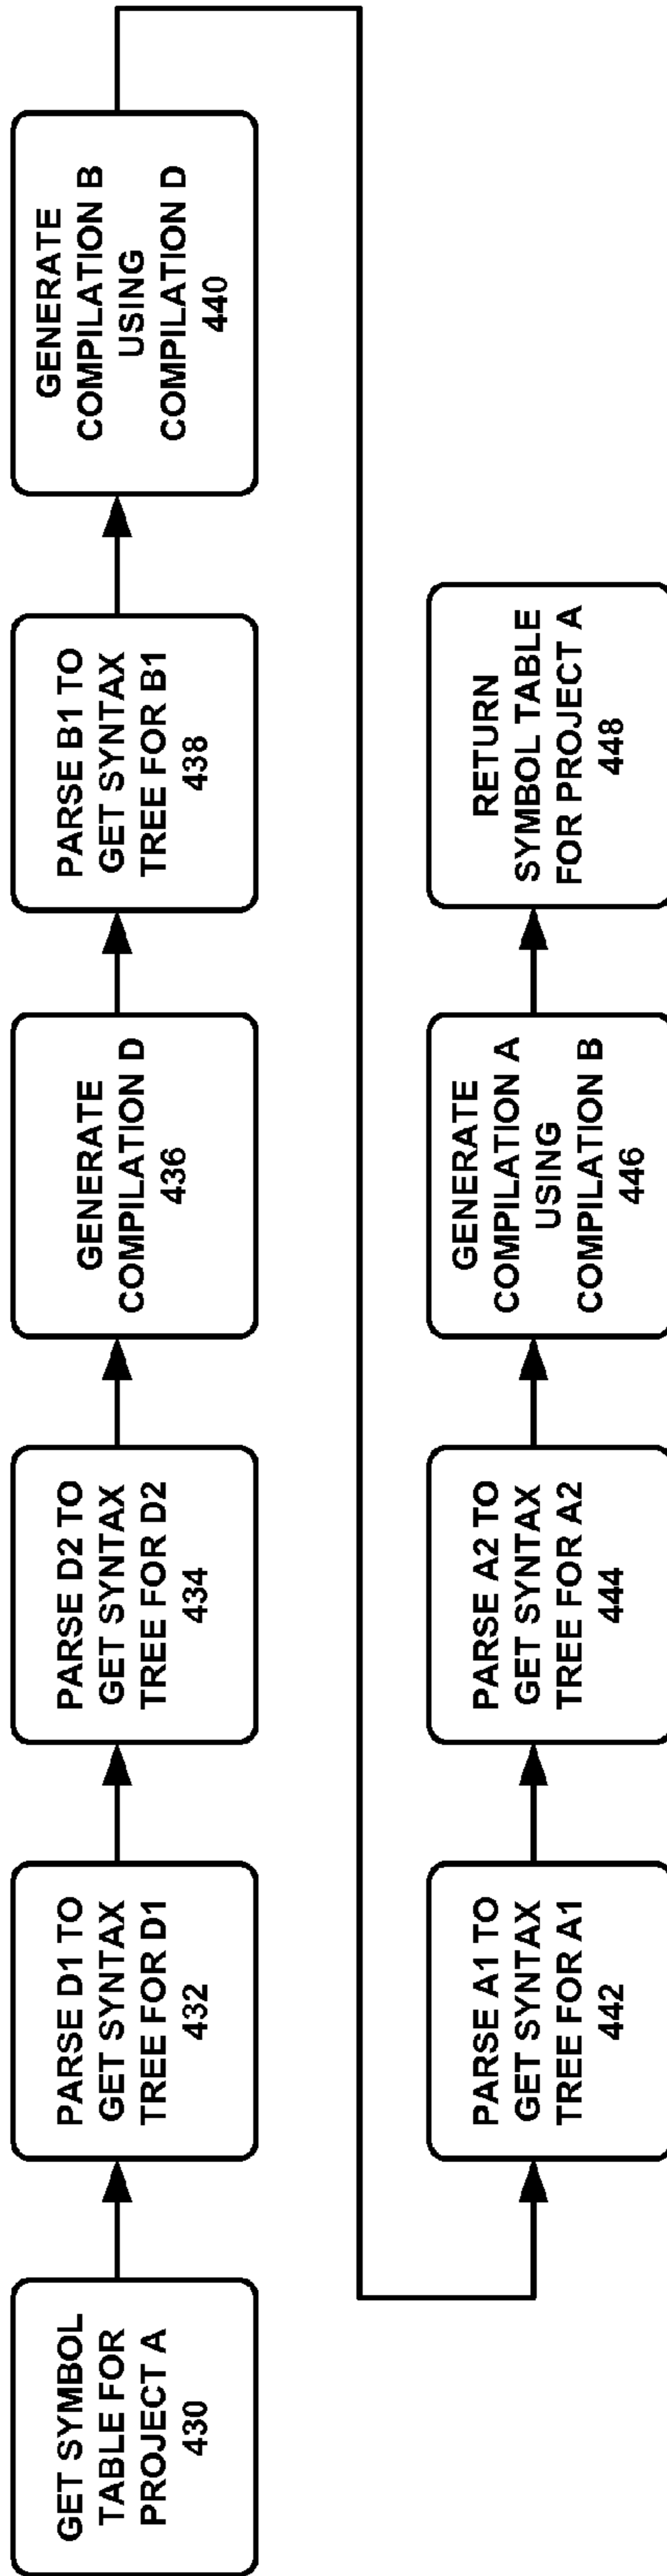 GET SYMBOL
TABLE FOR
PROJECT A
430
PARSE D1 TO
GET SYNTAX
TREE FOR D1
432
PARSE D2 TO
GET SYNTAX
TREE FOR D2
434
GENERATE
COMPILATION D
436
PARSE B1 TO
GET SYNTAX
TREE FOR B1
438
GENERATE
COMPILATION B
USING
COMPILATION D
440
PARSE A1 TO
GET SYNTAX
TREE FOR A1
442
PARSE A2 TO
GET SYNTAX
TREE FOR A2
444
GENERATE
COMPILATION A
USING
COMPILATION B
446
RETURN
SYMBOL TABLE
FOR PROJECT A
448